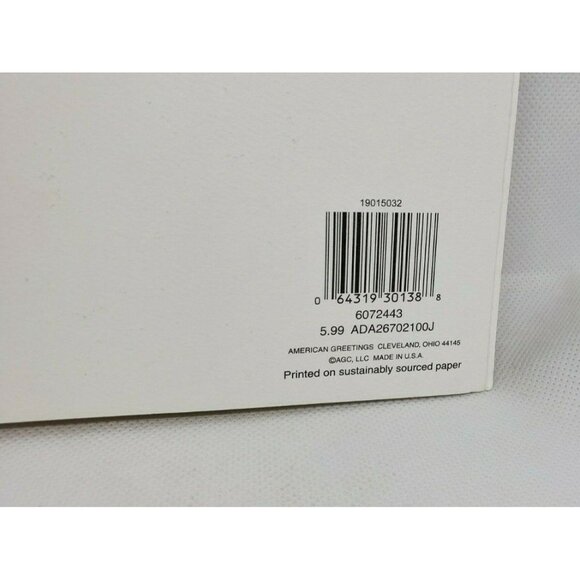 19015032
0 64319 30138 8
6072443
5.99 ADA26702100J
AMERICAN GREETINGS CLEVELAND, OHIO 44145
©AGC, LLC MADE IN U.S.A.
Printed on sustainably sourced paper